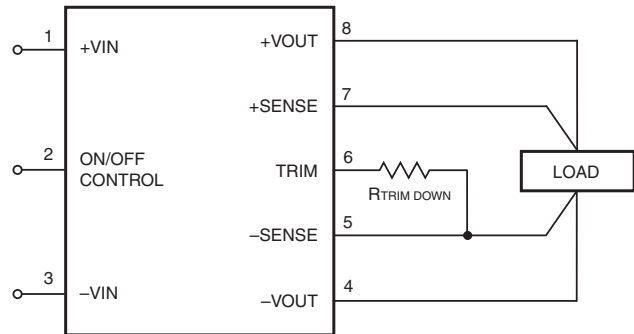 1 +VIN
2 ON/OFF
CONTROL
3 –VIN
+VOUT 8
+SENSE 7
TRIM 6
RTRIM DOWN
–SENSE 5
–VOUT 4
LOAD